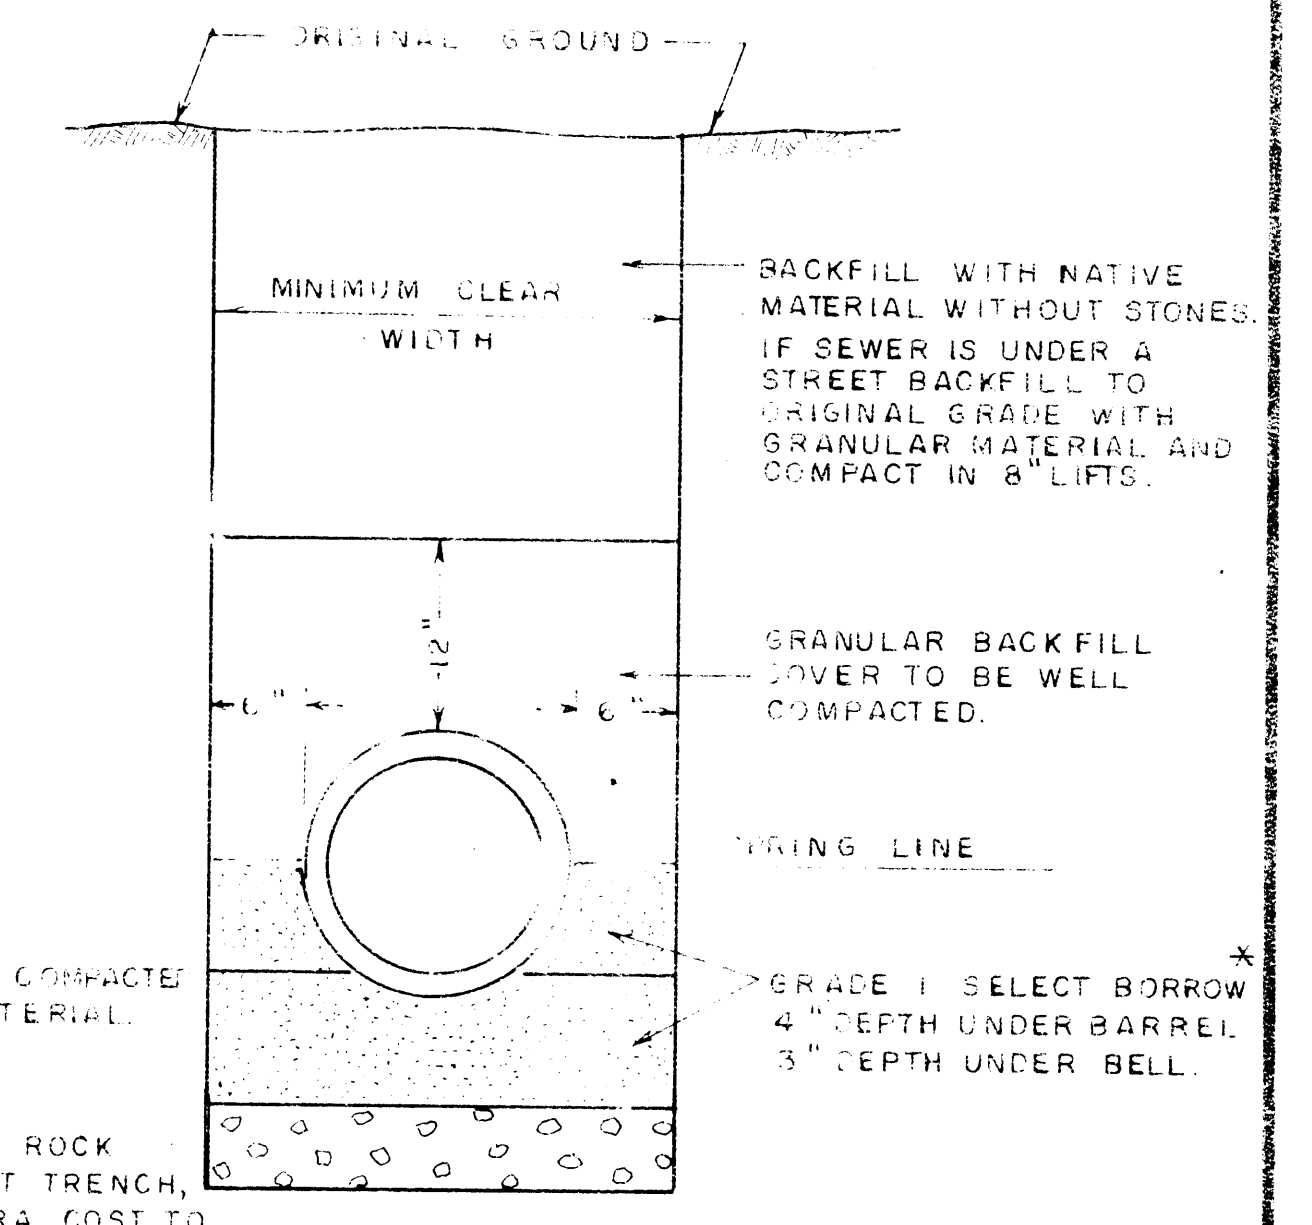 ORIGINAL GROUND
MINIMUM CLEAR
WIDTH
BACKFILL WITH NATIVE
MATERIAL WITHOUT STONES.
IF SEWER IS UNDER A
STREET BACKFILL TO
ORIGINAL GRADE WITH
GRANULAR MATERIAL AND
COMPACT IN 8" LIFTS.
12"
6"
6"
GRANULAR BACKFILL
COVER TO BE WELL
COMPACTED.
SPRING LINE
COMPACTED
TERIAL.
*
GRADE 1 SELECT BORROW
4" DEPTH UNDER BARREL
3" DEPTH UNDER BELL.
ROCK
T TRENCH,
RA COST TO